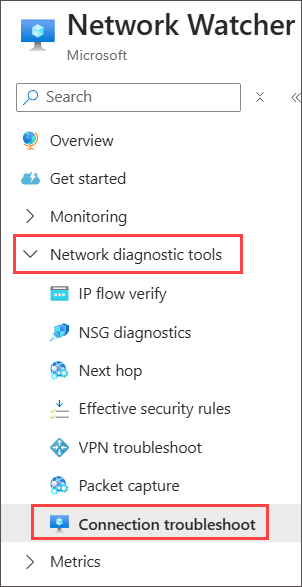 Network Watcher
Microsoft
Search
Overview
Get started
Monitoring
Network diagnostic tools
IP flow verify
NSG diagnostics
Next hop
Effective security rules
VPN troubleshoot
Packet capture
Connection troubleshoot
Metrics